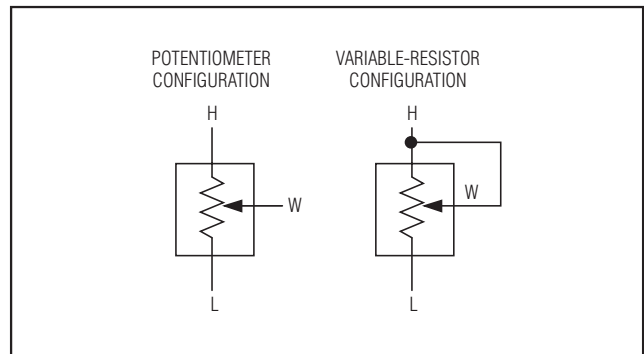 POTENTIOMETER
CONFIGURATION
H
W
L
VARIABLE-RESISTOR
CONFIGURATION
H
W
L